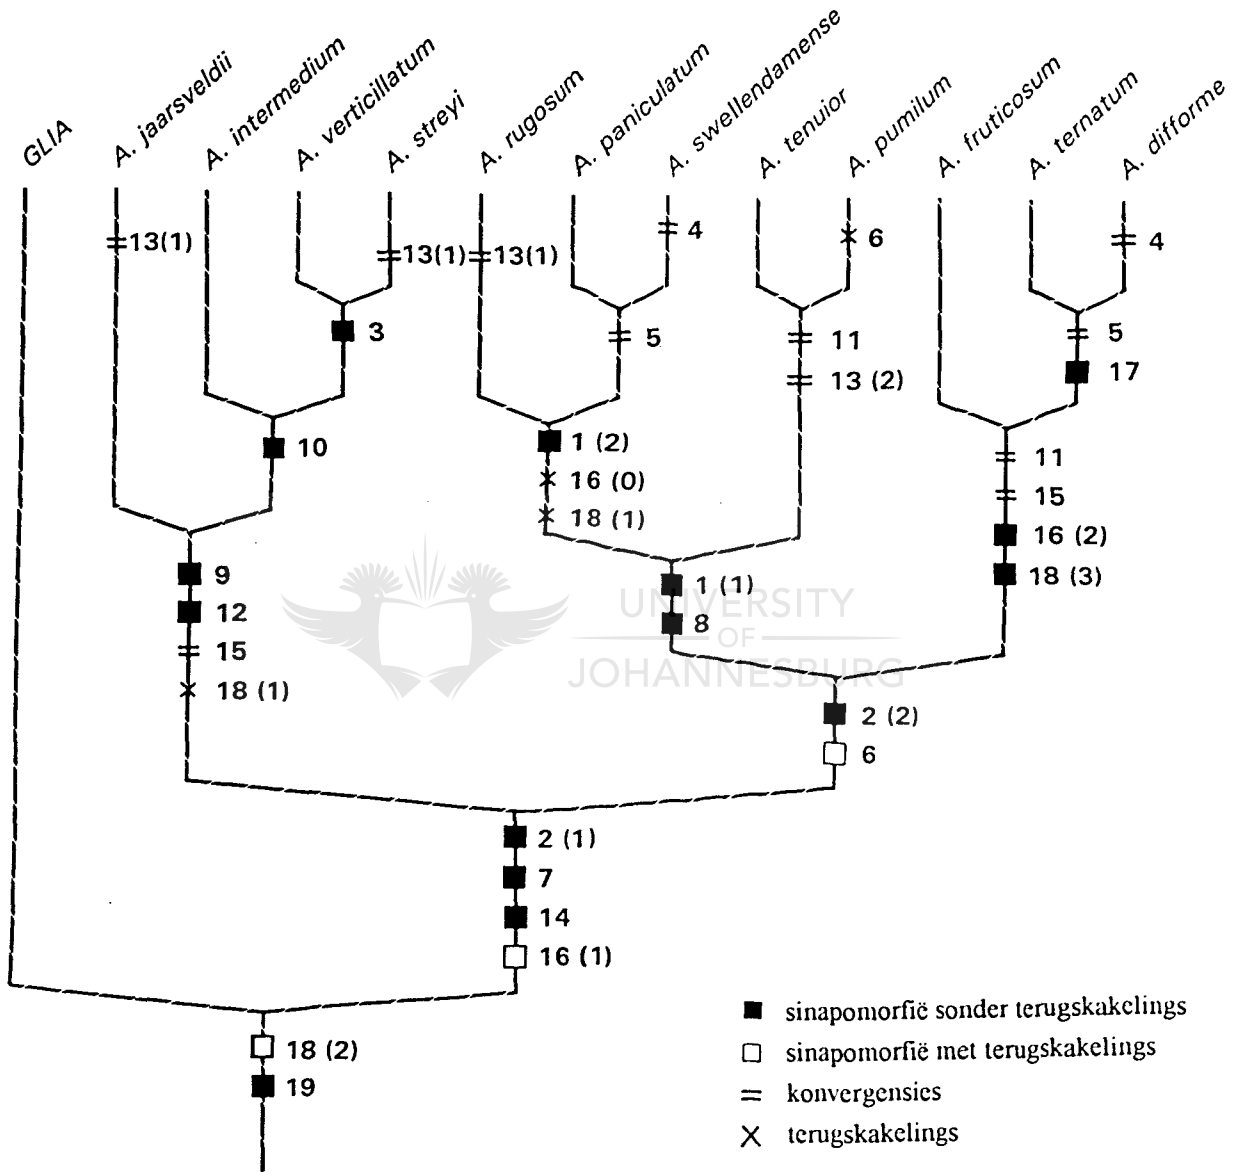 GLIA
A. jaarsveldii
A. intermedium
A. verticillatum
A. streyi
A. rugosum
A. paniculatum
A. swellendamense
A. tenuior
A. pumilum
A. fruticosum
A. ternatum
A. difforme
13(1)
13(1)
13(1)
4
6
4
3
5
11
13 (2)
5
17
10
1 (2)
16 (0)
18 (1)
11
15
16 (2)
18 (3)
9
12
15
18 (1)
1 (1)
8
UNIVERSITY
OF
JOHANNESBURG
2 (2)
6
2 (1)
7
14
16 (1)
18 (2)
19
sinapomorfië sonder terugskakelings
sinapomorfië met terugskakelings
konvergensies
terugskakelings